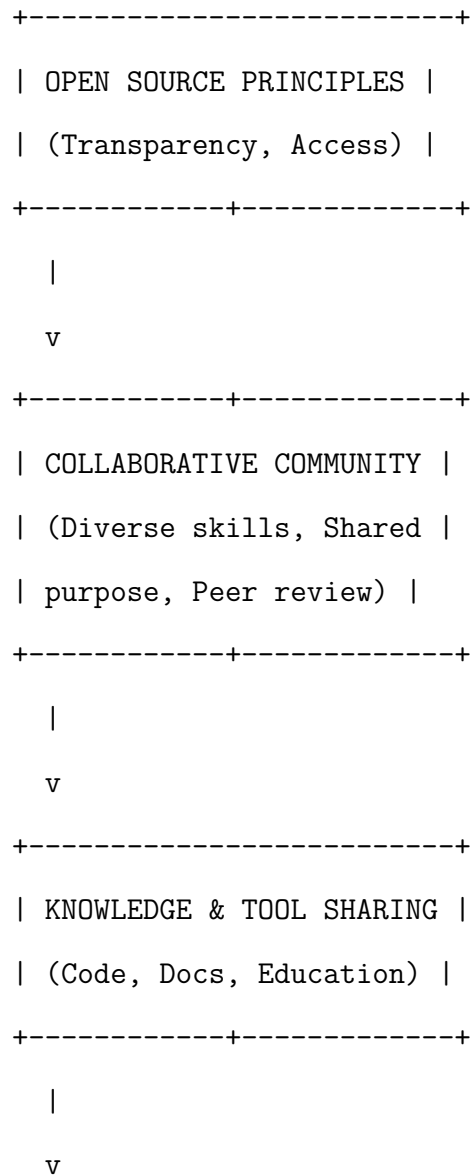 +--------------------------+
| OPEN SOURCE PRINCIPLES |
| (Transparency, Access) |
+------------+-------------+
|
v
+------------+-------------+
| COLLABORATIVE COMMUNITY |
| (Diverse skills, Shared |
| purpose, Peer review) |
+------------+-------------+
|
v
+--------------------------+
| KNOWLEDGE & TOOL SHARING |
| (Code, Docs, Education) |
+------------+-------------+
|
v